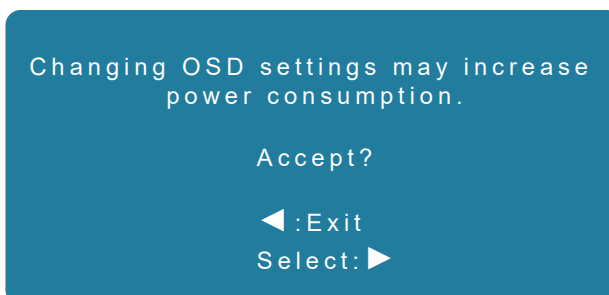 Changing OSD settings may increase
power consumption.
Accept?
◄:Exit
Select:►